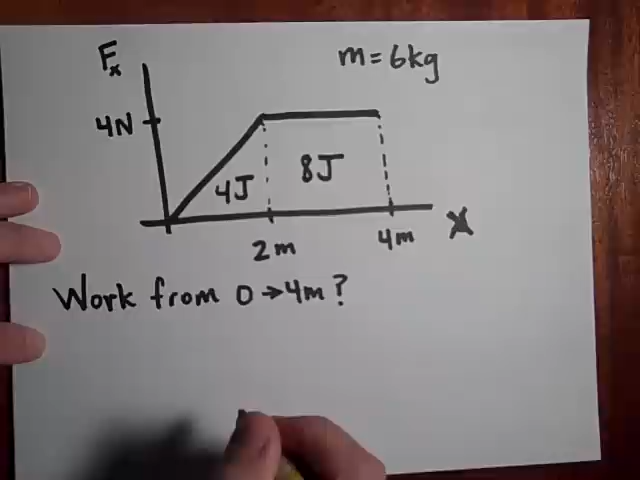 Fx
m = 6kg
4N
4J
8J
2m
4m
X
Work from 0→4m?